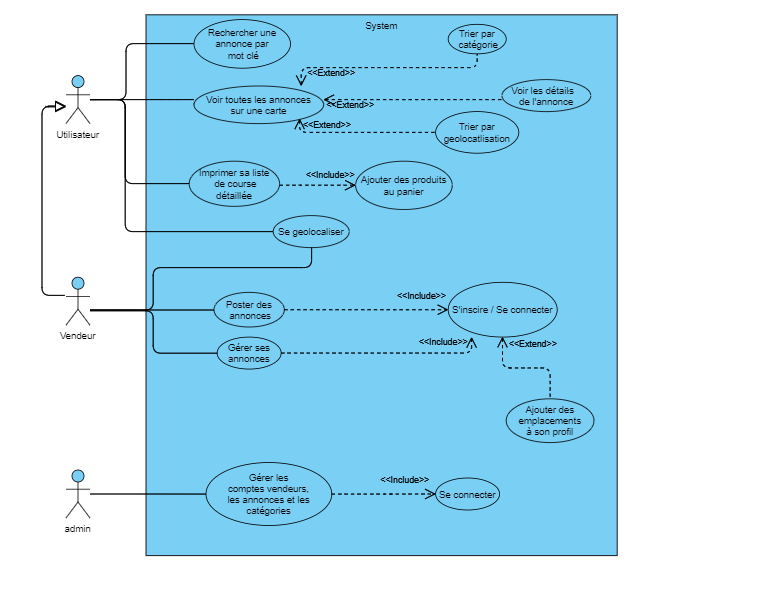 System
Rechercher une
annonce par
mot clé
Trier par
catégorie
<<Extend>>
Voir toutes les annonces
sur une carte
<<Extend>>
Voir les détails
de l'annonce
<<Extend>>
Trier par
geolocatlisation
Utilisateur
Imprimer sa liste
de course
détaillée
<<Include>>
Ajouter des produits
au panier
Se geolocaliser
Vendeur
Poster des
annonces
<<Include>>
S'inscire / Se connecter
Gérer ses
annonces
<<Include>>
<<Extend>>
Ajouter des
emplacements
à son profil
admin
Gérer les
comptes vendeurs,
les annonces et les
catégories
<<Include>>
Se connecter